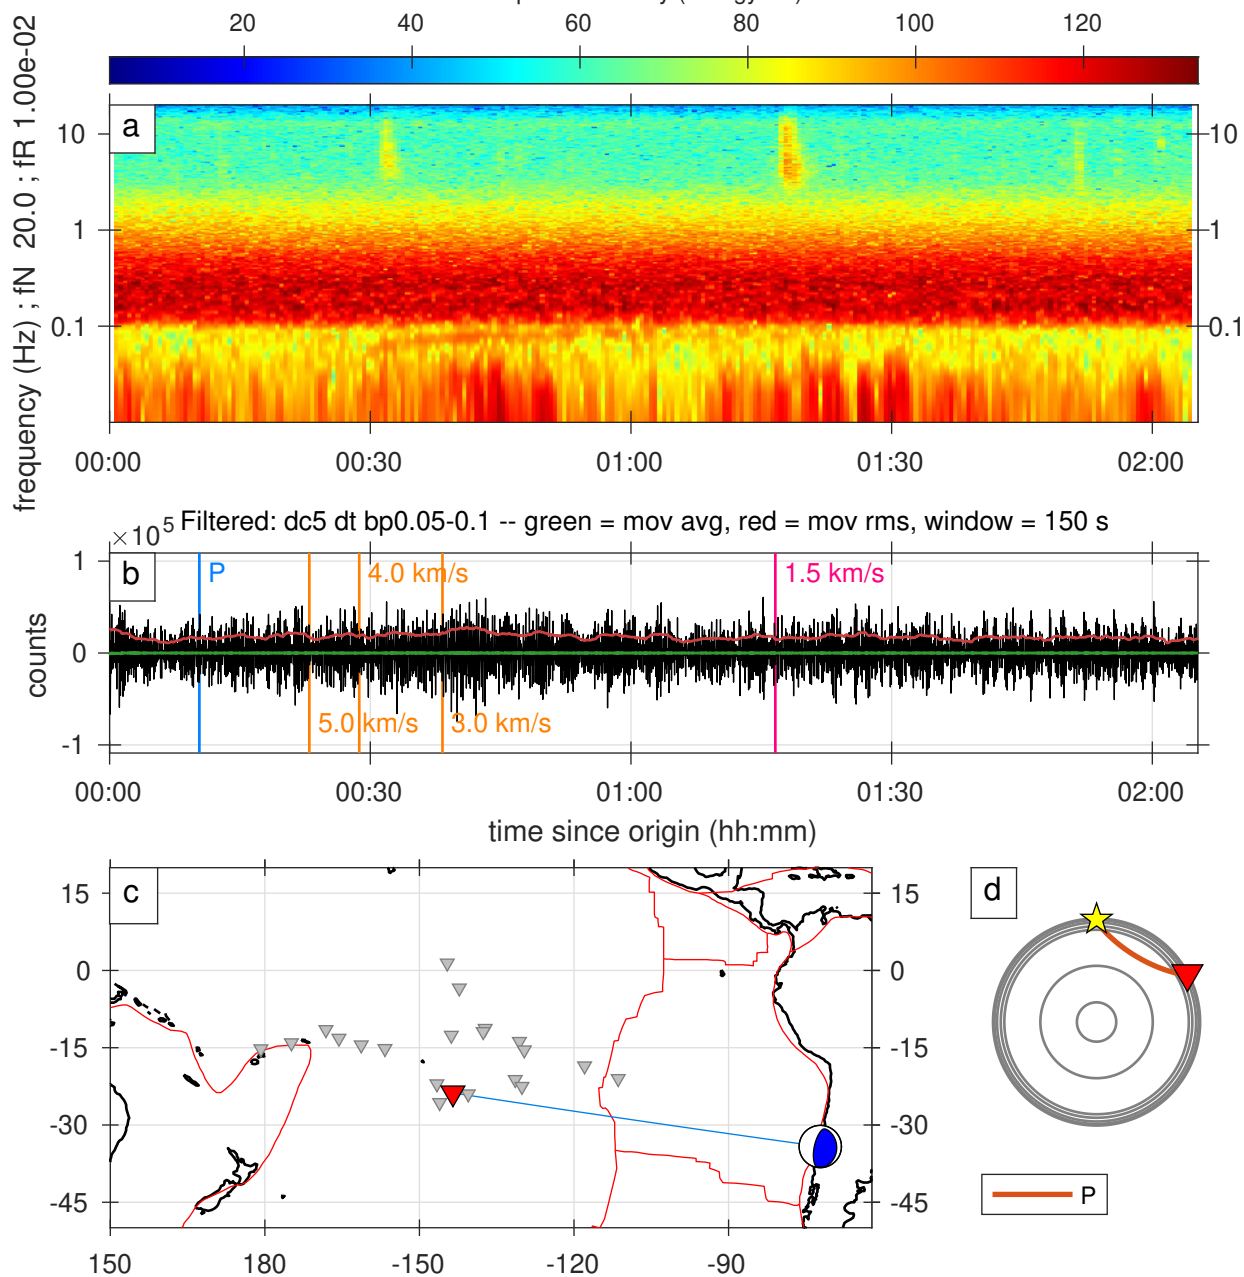 20 40 60 80 100 120
frequency (Hz) ; fN 20.0 ; fR 1.00e-02
a
10 10
1 1
0.1 0.1
00:00 00:30 01:00 01:30 02:00
×10⁵ Filtered: dc5 dt bp0.05-0.1 -- green = mov avg, red = mov rms, window = 150 s
b
counts
1
0
-1
P 4.0 km/s 1.5 km/s
5.0 km/s 3.0 km/s
00:00 00:30 01:00 01:30 02:00
time since origin (hh:mm)
c
d
15 15
0 0
-15 -15
-30 -30
-45 -45
150 180 -150 -120 -90
P